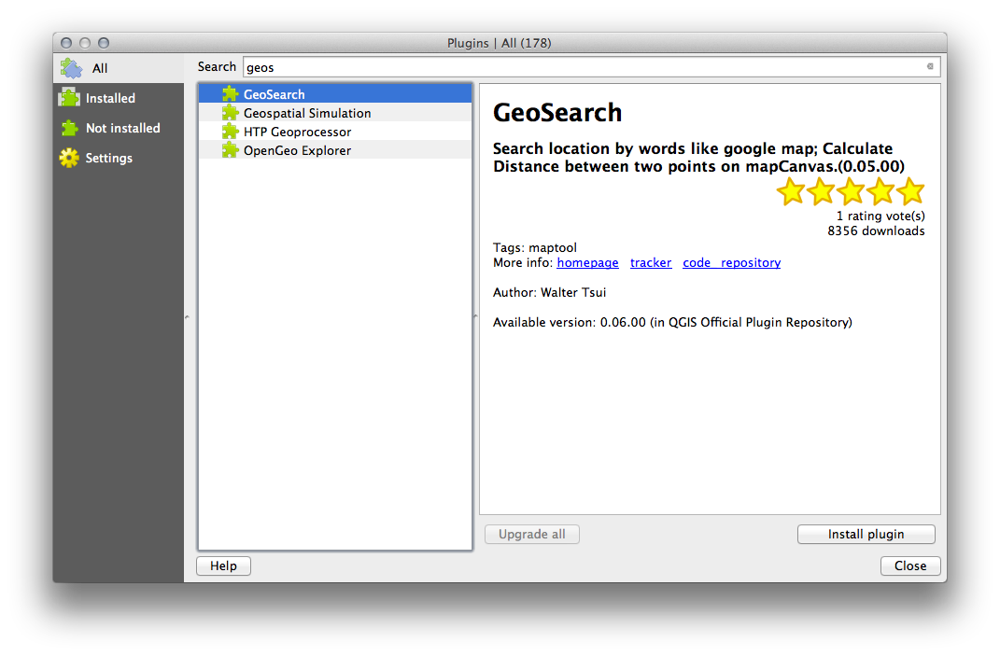 Plugins | All (178)
All
Installed
Not installed
Settings
Search geos
GeoSearch
Geospatial Simulation
HTP Geoprocessor
OpenGeo Explorer
GeoSearch
Search location by words like google map; Calculate
Distance between two points on mapCanvas.(0.05.00)
1 rating vote(s)
8356 downloads
Tags: maptool
More info: homepage tracker code_repository
Author: Walter Tsui
Available version: 0.06.00 (in QGIS Official Plugin Repository)
Upgrade all
Install plugin
Help
Close